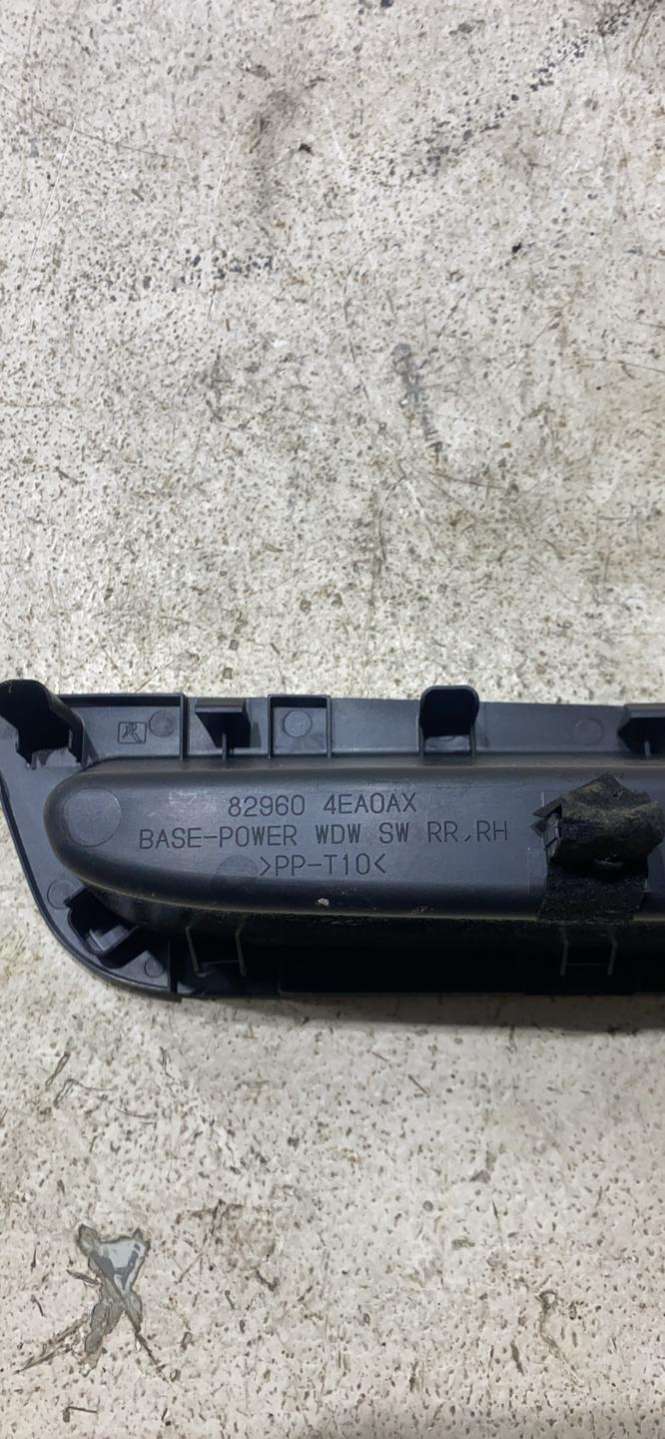 82960 4EA0AX
BASE-POWER WDW SW RR,RH
>PP-T10<